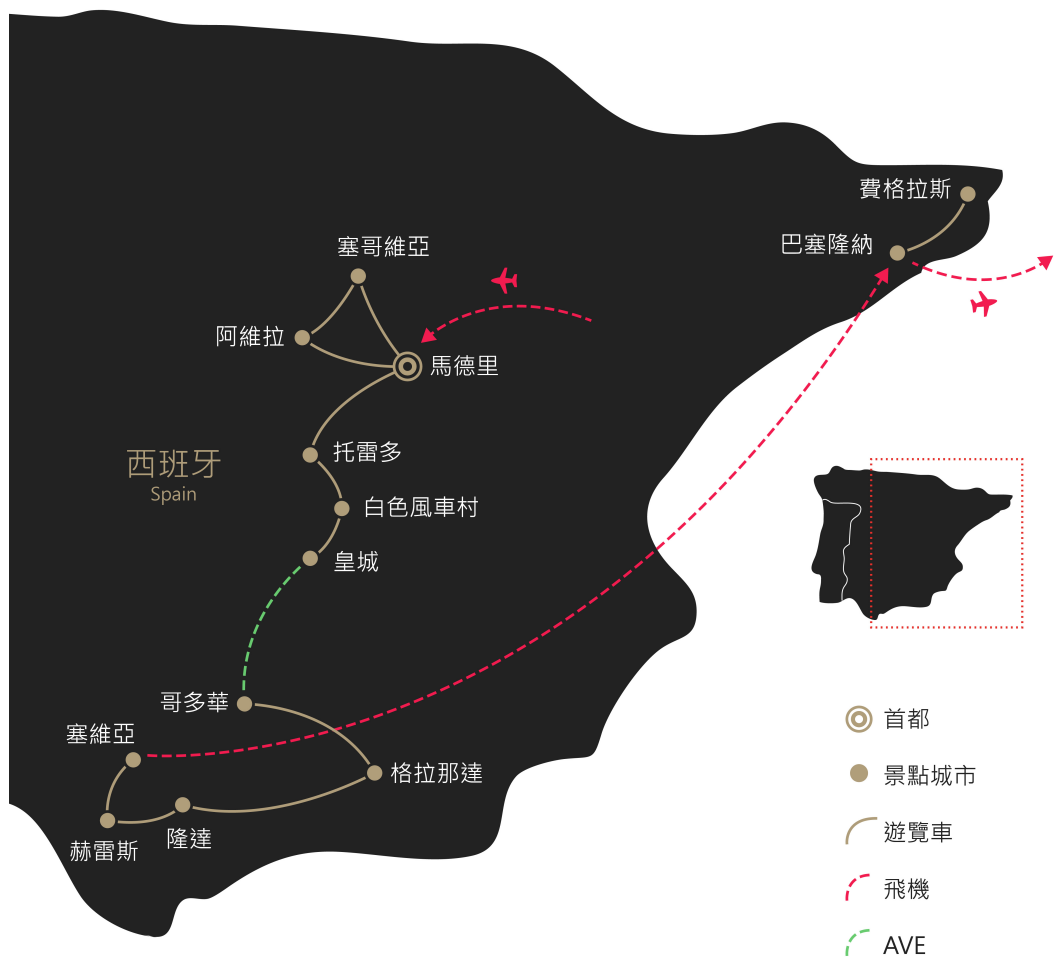 費格拉斯
巴塞隆納
塞哥維亞
阿維拉
馬德里
托雷多
西班牙
Spain
白色風車村
皇城
哥多華
塞維亞
格拉那達
隆達
赫雷斯
首都
景點城市
遊覽車
飛機
AVE